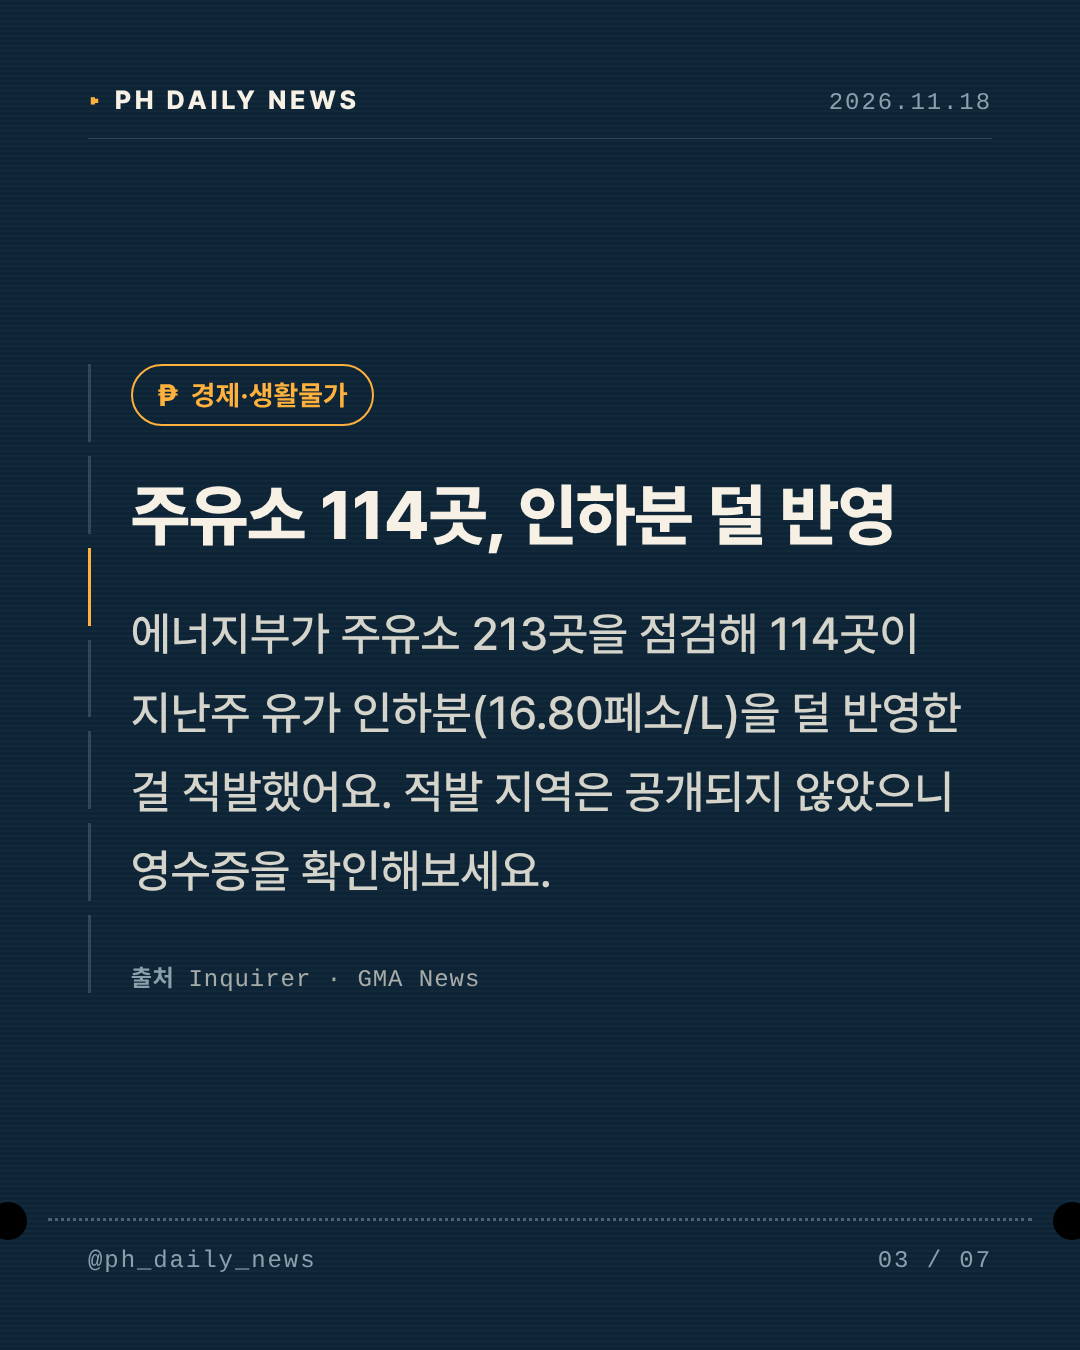 PH DAILY NEWS
2026.11.18
₱ 경제·생활물가
주유소 114곳, 인하분 덜 반영
에너지부가 주유소 213곳을 점검해 114곳이
지난주 유가 인하분(16.80페소/L)을 덜 반영한
걸 적발했어요. 적발 지역은 공개되지 않았으니
영수증을 확인해보세요.
출처 Inquirer · GMA News
@ph_daily_news
03 / 07